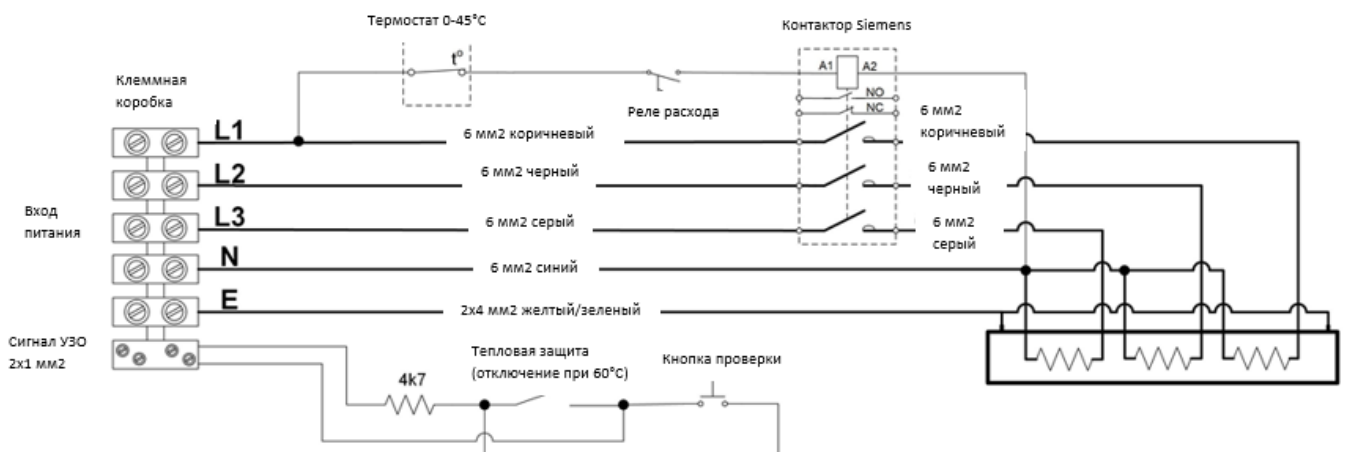 Термостат 0-45°C
Контактор Siemens
t°
A1
A2
Клеммная
коробка
Реле расхода
NO
NC
6 мм2
коричневый
L1
6 мм2 коричневый
L2
6 мм2 черный
6 мм2
черный
Вход
питания
L3
6 мм2 серый
6 мм2
серый
N
6 мм2 синий
E
2x4 мм2 желтый/зеленый
Сигнал УЗО
2x1 мм2
4k7
Тепловая защита
(отключение при 60°C)
Кнопка проверки